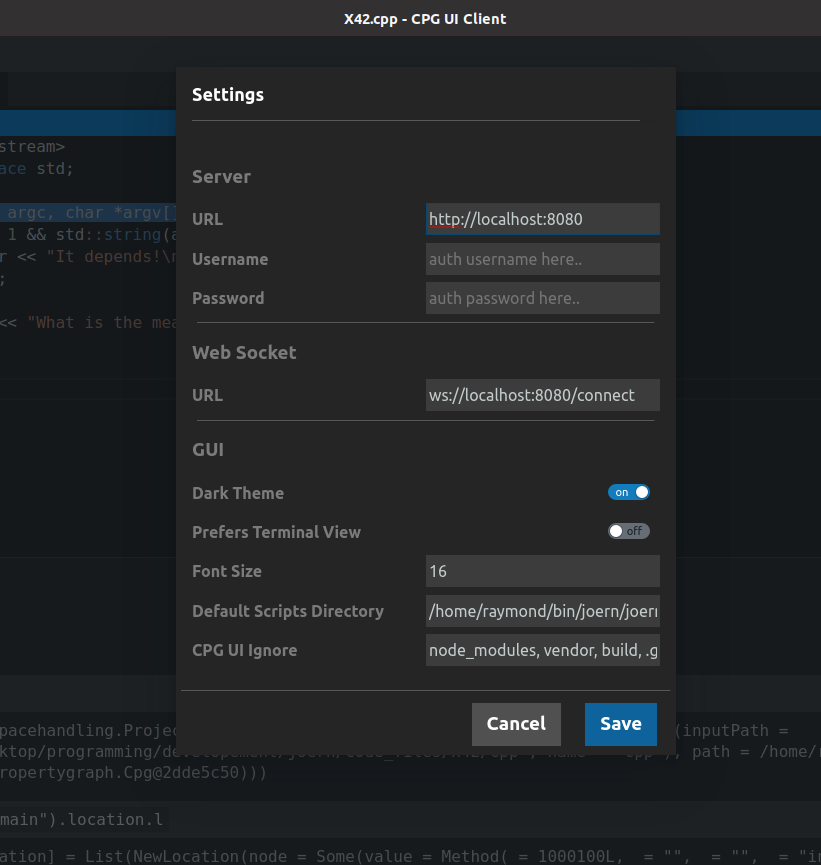 X42.cpp - CPG UI Client
Settings
stream>
ace std;
Server
argc, char *argv[]
URL http://localhost:8080
1 && std::string(a
r << "It depends!\n
Username auth username here..
;
Password auth password here..
<< "What is the mea
Web Socket
URL ws://localhost:8080/connect
GUI
Dark Theme on
Prefers Terminal View off
Font Size 16
Default Scripts Directory /home/raymond/bin/joern/joer
CPG UI Ignore node_modules, vendor, build, .g
Cancel Save
pacehandling.Projec (inputPath =
ktop/programming/de path = /home/
ropertygraph.Cpg@2dde5c50)))
main").location.l
ation] = List(NewLocation(node = Some(value = Method( = 1000100L, = "", = "", = "i